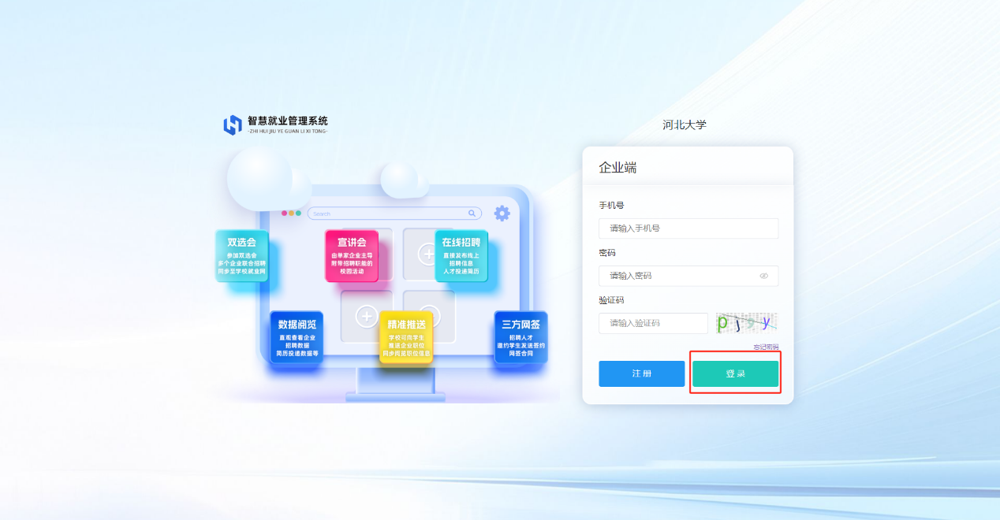 智慧就业管理系统
-ZHI HUI JIU YE GUAN LI XI TONG-
Search
双选会
参加双选会
多个企业联合招聘
同步至学校就业网
宣讲会
由单家企业主导
附带招聘职能的
校园活动
在线招聘
直接发布线上
招聘信息
人才投递简历
数据阅览
直观查看企业
招聘数据
简历投递数据等
精准推送
学校可向学生
推送企业职位
同步阅览职位信息
三方网签
招聘人才
邀约学生发送签约
网签合同
河北大学
企业端
手机号
请输入手机号
密码
请输入密码
验证码
请输入验证码
忘记密码
注 册
登 录